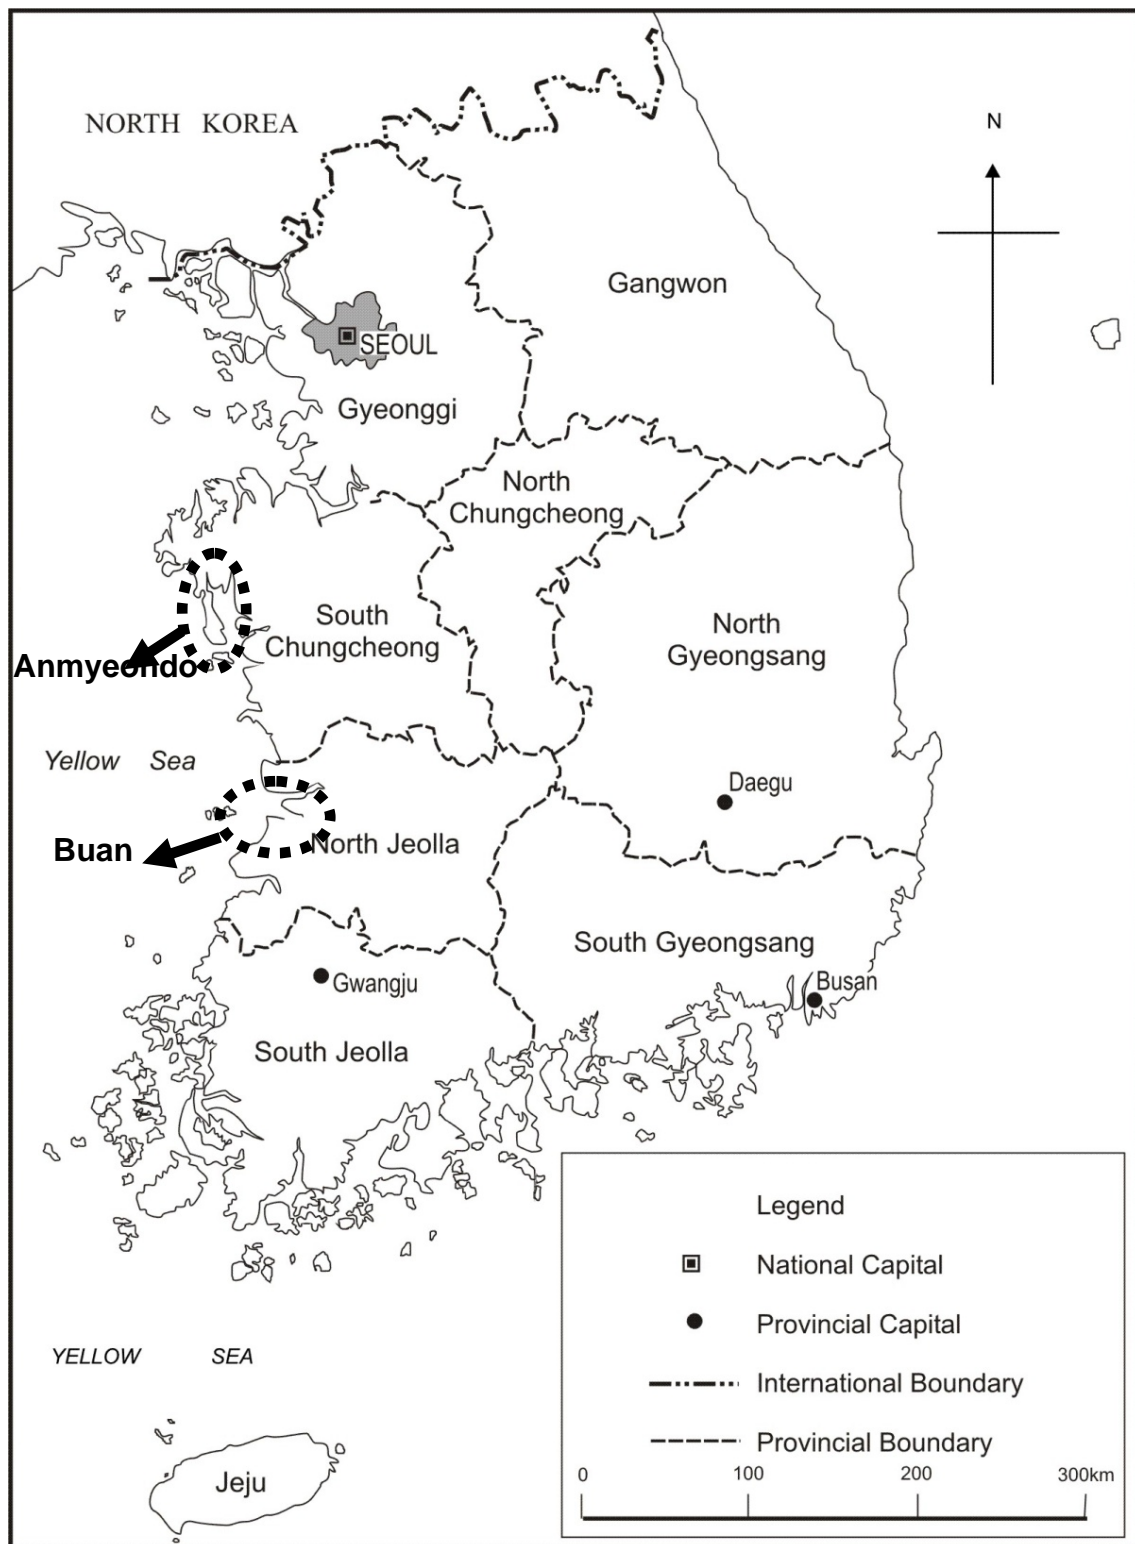 NORTH KOREA
N
Gangwon
SEOUL
Gyeonggi
North
Chungcheong
South
Chungcheong
North
Gyeongsang
Anmyeondo
Yellow Sea
Daegu
Buan
North Jeolla
South Gyeongsang
Gwangju
Busan
South Jeolla
Legend
National Capital
Provincial Capital
YELLOW SEA
International Boundary
Provincial Boundary
0 100 200 300km
Jeju